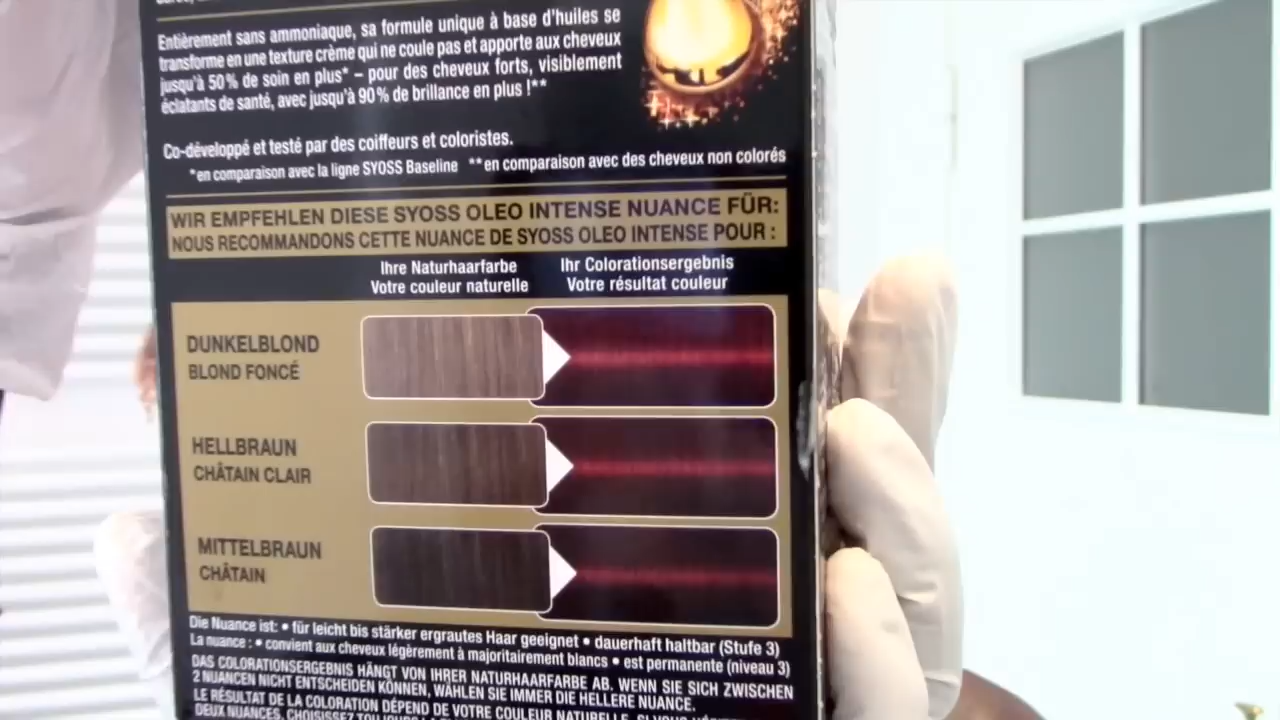 Entièrement sans ammoniaque, sa formule unique à base d'huiles se
transforme en une texture crème qui ne coule pas et apporte aux cheveux
jusqu'à 50% de soin en plus* – pour des cheveux forts, visiblement
éclatants de santé, avec jusqu'à 90% de brillance en plus !**
Co-développé et testé par des coiffeurs et coloristes.
*en comparaison avec la ligne SYOSS Baseline **en comparaison avec des cheveux non colorés
WIR EMPFEHLEN DIESE SYOSS OLEO INTENSE NUANCE FÜR:
NOUS RECOMMANDONS CETTE NUANCE DE SYOSS OLEO INTENSE POUR :
Ihre Naturhaarfarbe Ihr Colorationsergebnis
Votre couleur naturelle Votre résultat couleur
DUNKELBLOND
BLOND FONCÉ
HELLBRAUN
CHÂTAIN CLAIR
MITTELBRAUN
CHÂTAIN
Die Nuance ist: • für leicht bis stärker ergrautes Haar geeignet • dauerhaft haltbar (Stufe 3)
La nuance : • convient aux cheveux légèrement à majoritairement blancs • est permanente (niveau 3)
DAS COLORATIONSERGEBNIS HÄNGT VON IHRER NATURHAARFARBE AB. WENN SIE SICH ZWISCHEN
2 NUANCEN NICHT ENTSCHEIDEN KÖNNEN, WÄHLEN SIE IMMER DIE HELLERE NUANCE.
LE RÉSULTAT DE LA COLORATION DÉPEND DE VOTRE COULEUR NATURELLE. SI VOUS
DEUX NUANCES, CHOISISSEZ TOUJOURS LA